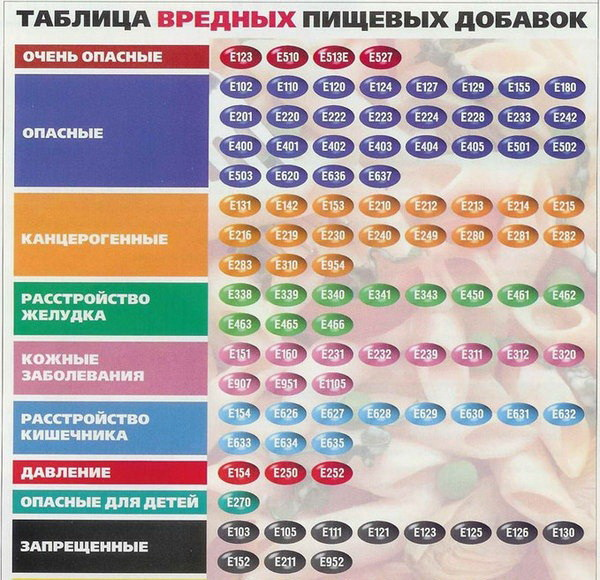 ТАБЛИЦА ВРЕДНЫХ ПИЩЕВЫХ ДОБАВОК
ОЧЕНЬ ОПАСНЫЕ
E123 E510 E513E E527
ОПАСНЫЕ
E102 E110 E120 E124 E127 E129 E155 E180
E201 E220 E222 E223 E224 E228 E233 E242
E400 E401 E402 E403 E404 E405 E501 E502
E503 E620 E636 E637
КАНЦЕРОГЕННЫЕ
E131 E142 E153 E210 E212 E213 E214 E215
E216 E219 E230 E240 E249 E280 E281 E282
E283 E310 E954
РАССТРОЙСТВО
ЖЕЛУДКА
E338 E339 E340 E341 E343 E450 E461 E462
E463 E465 E466
КОЖНЫЕ
ЗАБОЛЕВАНИЯ
E151 E160 E231 E232 E239 E311 E312 E320
E907 E951 E1105
РАССТРОЙСТВО
КИШЕЧНИКА
E154 E626 E627 E628 E629 E630 E631 E632
E633 E634 E635
ДАВЛЕНИЕ
E154 E250 E252
ОПАСНЫЕ ДЛЯ ДЕТЕЙ
E270
ЗАПРЕЩЕННЫЕ
E103 E105 E111 E121 E123 E125 E126 E130
E152 E211 E952